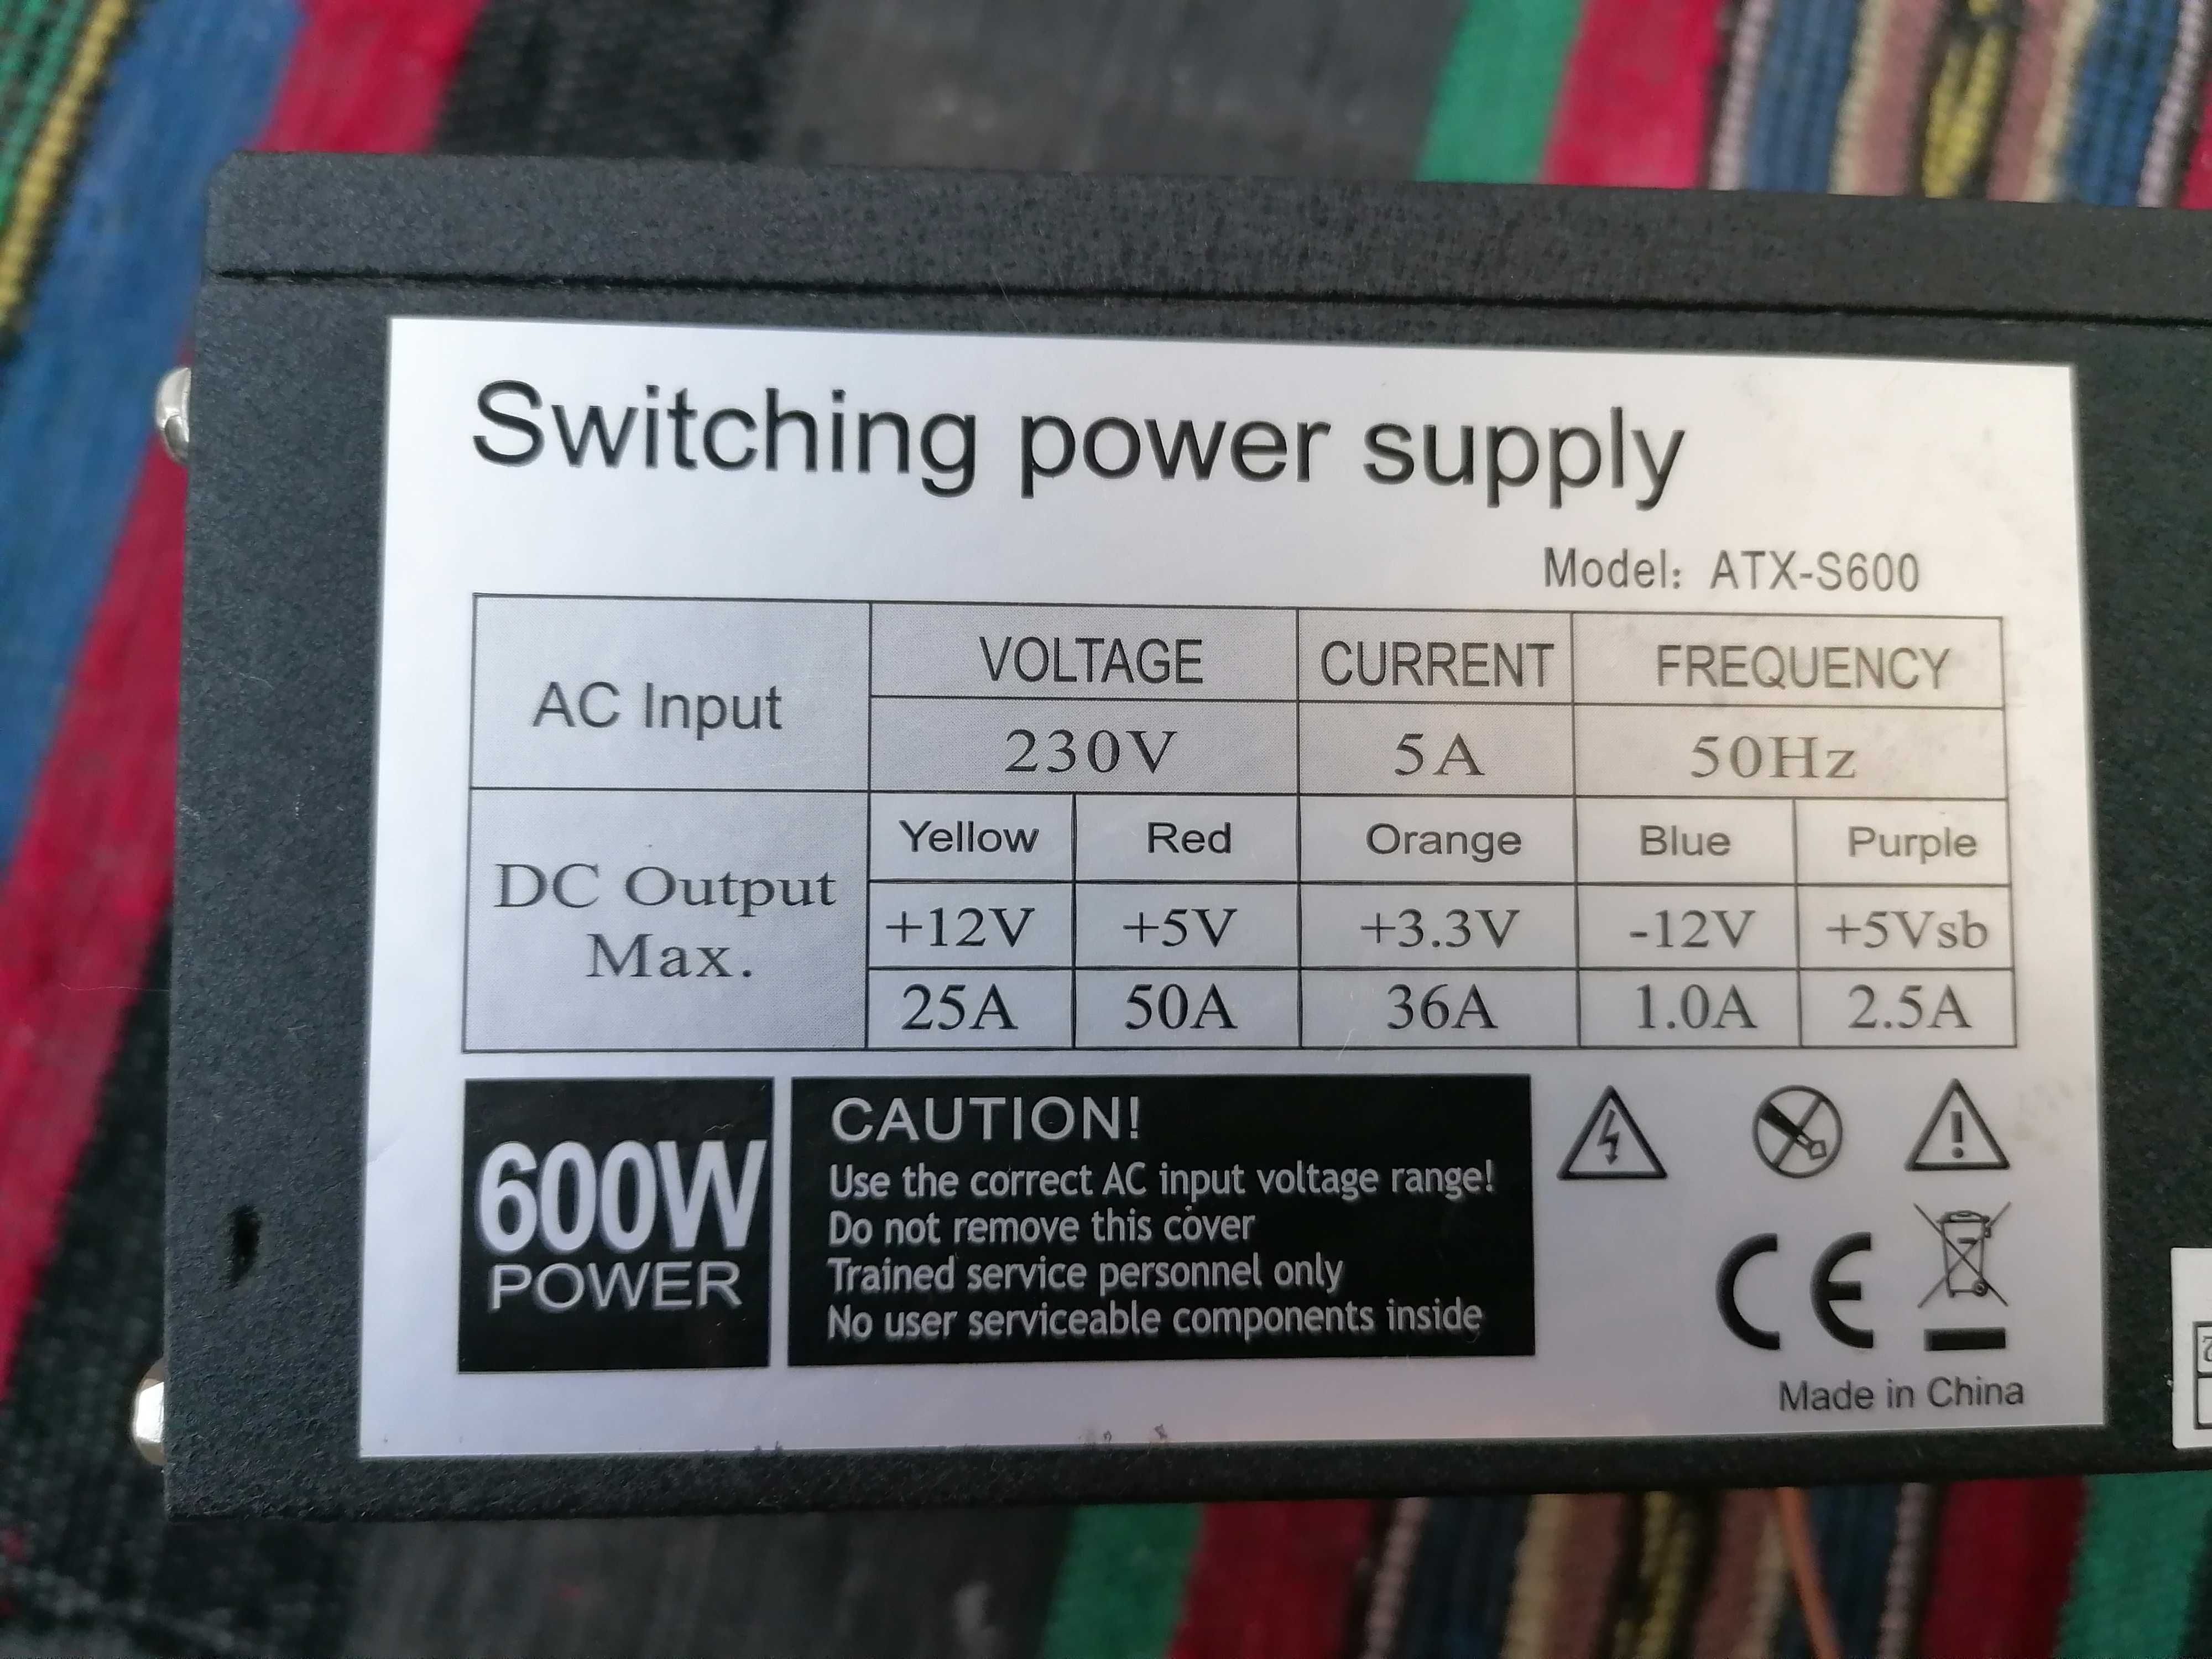 Switching power supply
Model: ATX-S600
AC Input
VOLTAGE CURRENT FREQUENCY
230V 5A 50Hz
DC Output
Max.
Yellow Red Orange Blue Purple
+12V +5V +3.3V -12V +5Vsb
25A 50A 36A 1.0A 2.5A
600W
POWER
CAUTION!
Use the correct AC input voltage range!
Do not remove this cover
Trained service personnel only
No user serviceable components inside
CE
Made in China